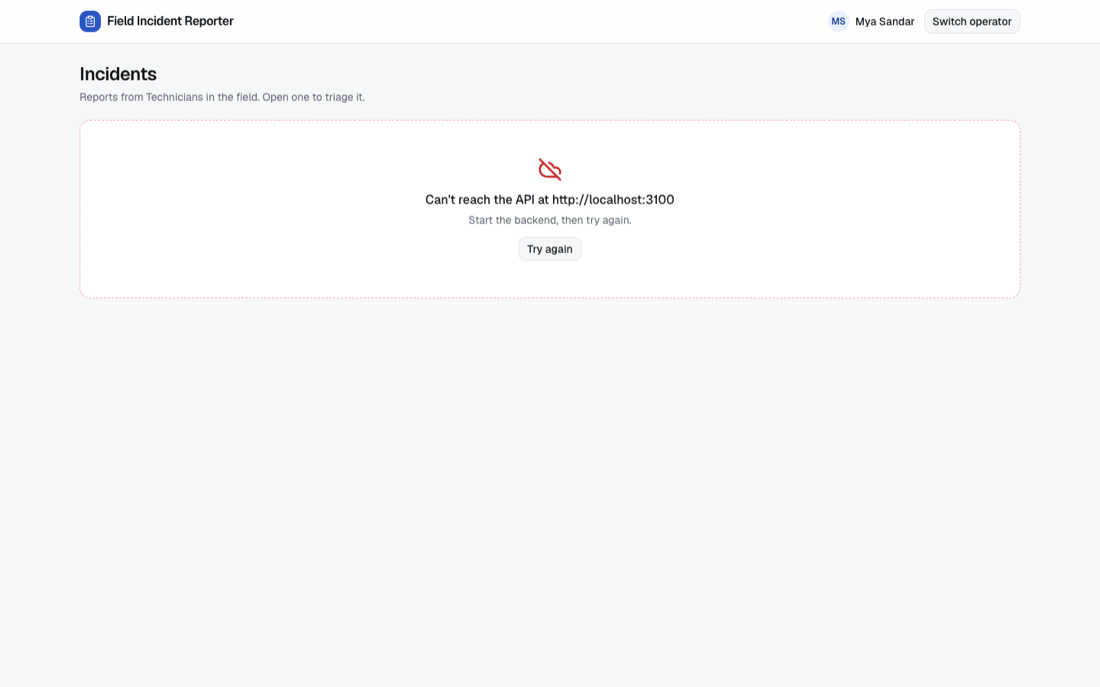 Field Incident Reporter
MS Mya Sandar Switch operator
Incidents
Reports from Technicians in the field. Open one to triage it.
Can't reach the API at http://localhost:3100
Start the backend, then try again.
Try again